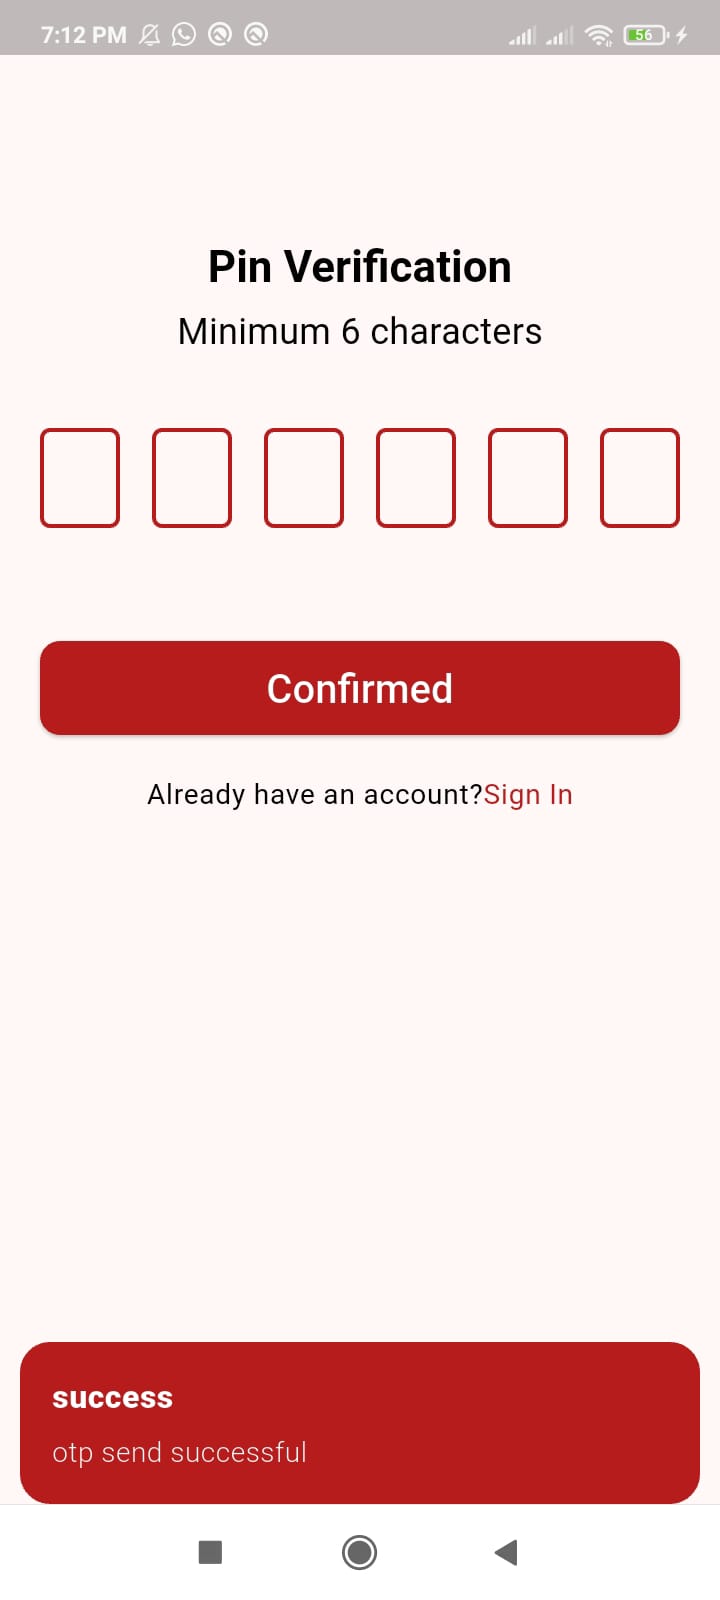 7:12 PM
56
Pin Verification
Minimum 6 characters
Confirmed
Already have an account?Sign In
success
otp send successful